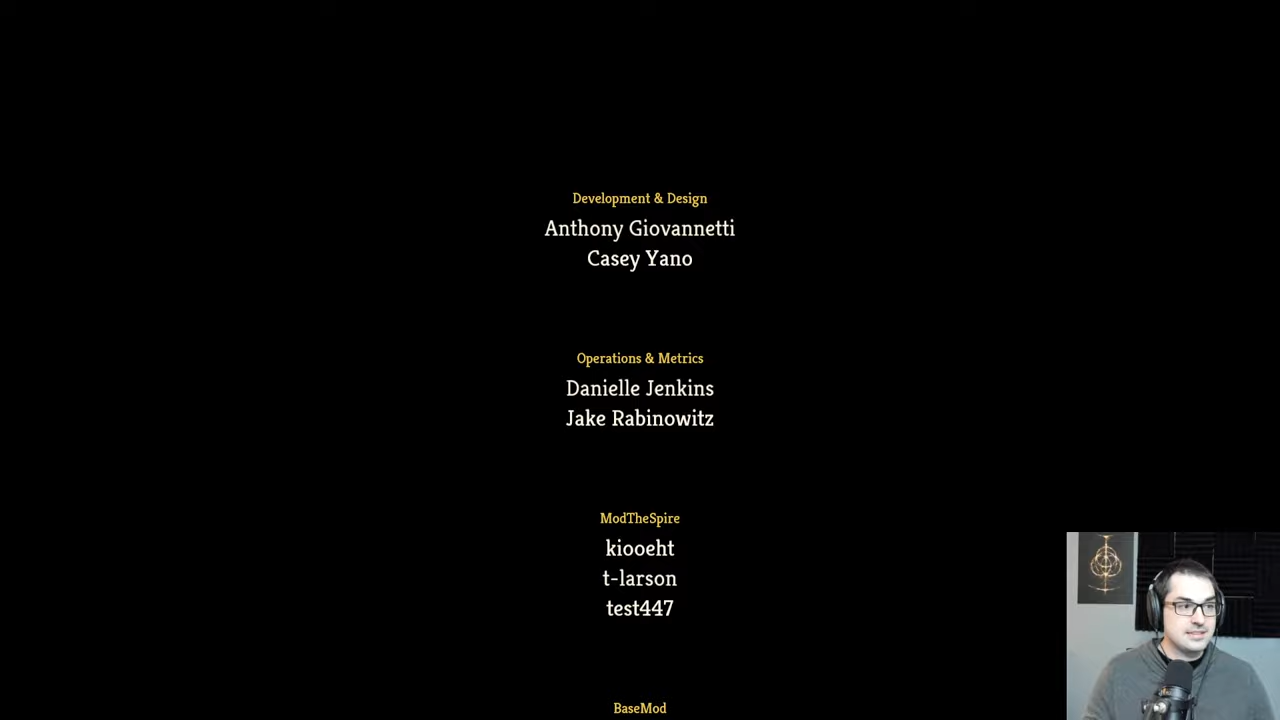 Development & Design
Anthony Giovannetti
Casey Yano
Operations & Metrics
Danielle Jenkins
Jake Rabinowitz
ModTheSpire
kiooeht
t-larson
test447
BaseMod